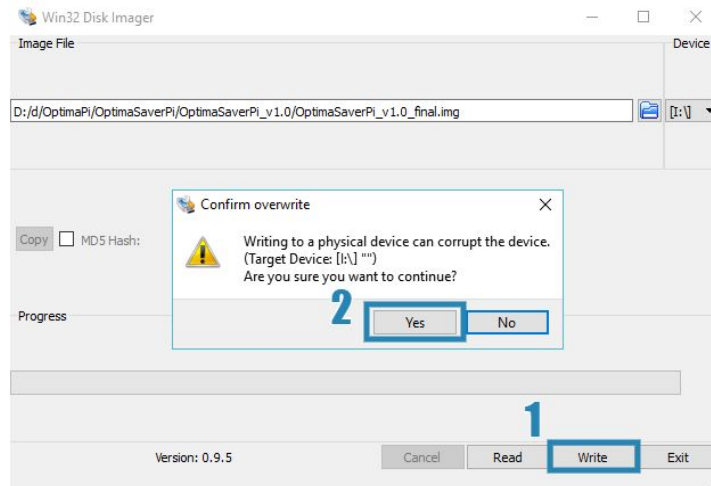 Win32 Disk Imager
Image File
Device
D:/d/OptimaPi/OptimaSaverPi/OptimaSaverPi_v1.0/OptimaSaverPi_v1.0_final.img
[I:\]
Confirm overwrite
Copy
MD5 Hash:
Writing to a physical device can corrupt the device.
(Target Device: [I:\] "")
Are you sure you want to continue?
Progress
2
Yes
No
1
Version: 0.9.5
Cancel
Read
Write
Exit